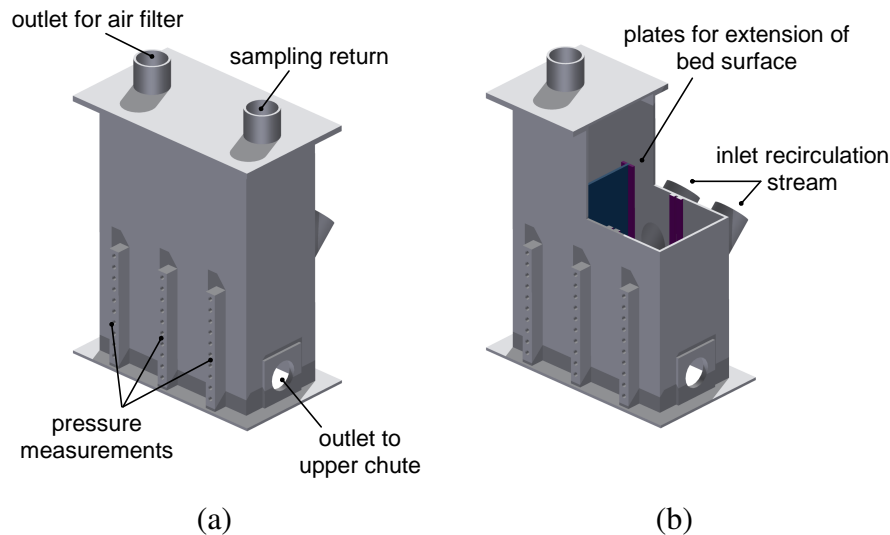 outlet for air filter
sampling return
pressure
measurements
outlet to
upper chute
(a)
plates for extension of
bed surface
inlet recirculation
stream
(b)